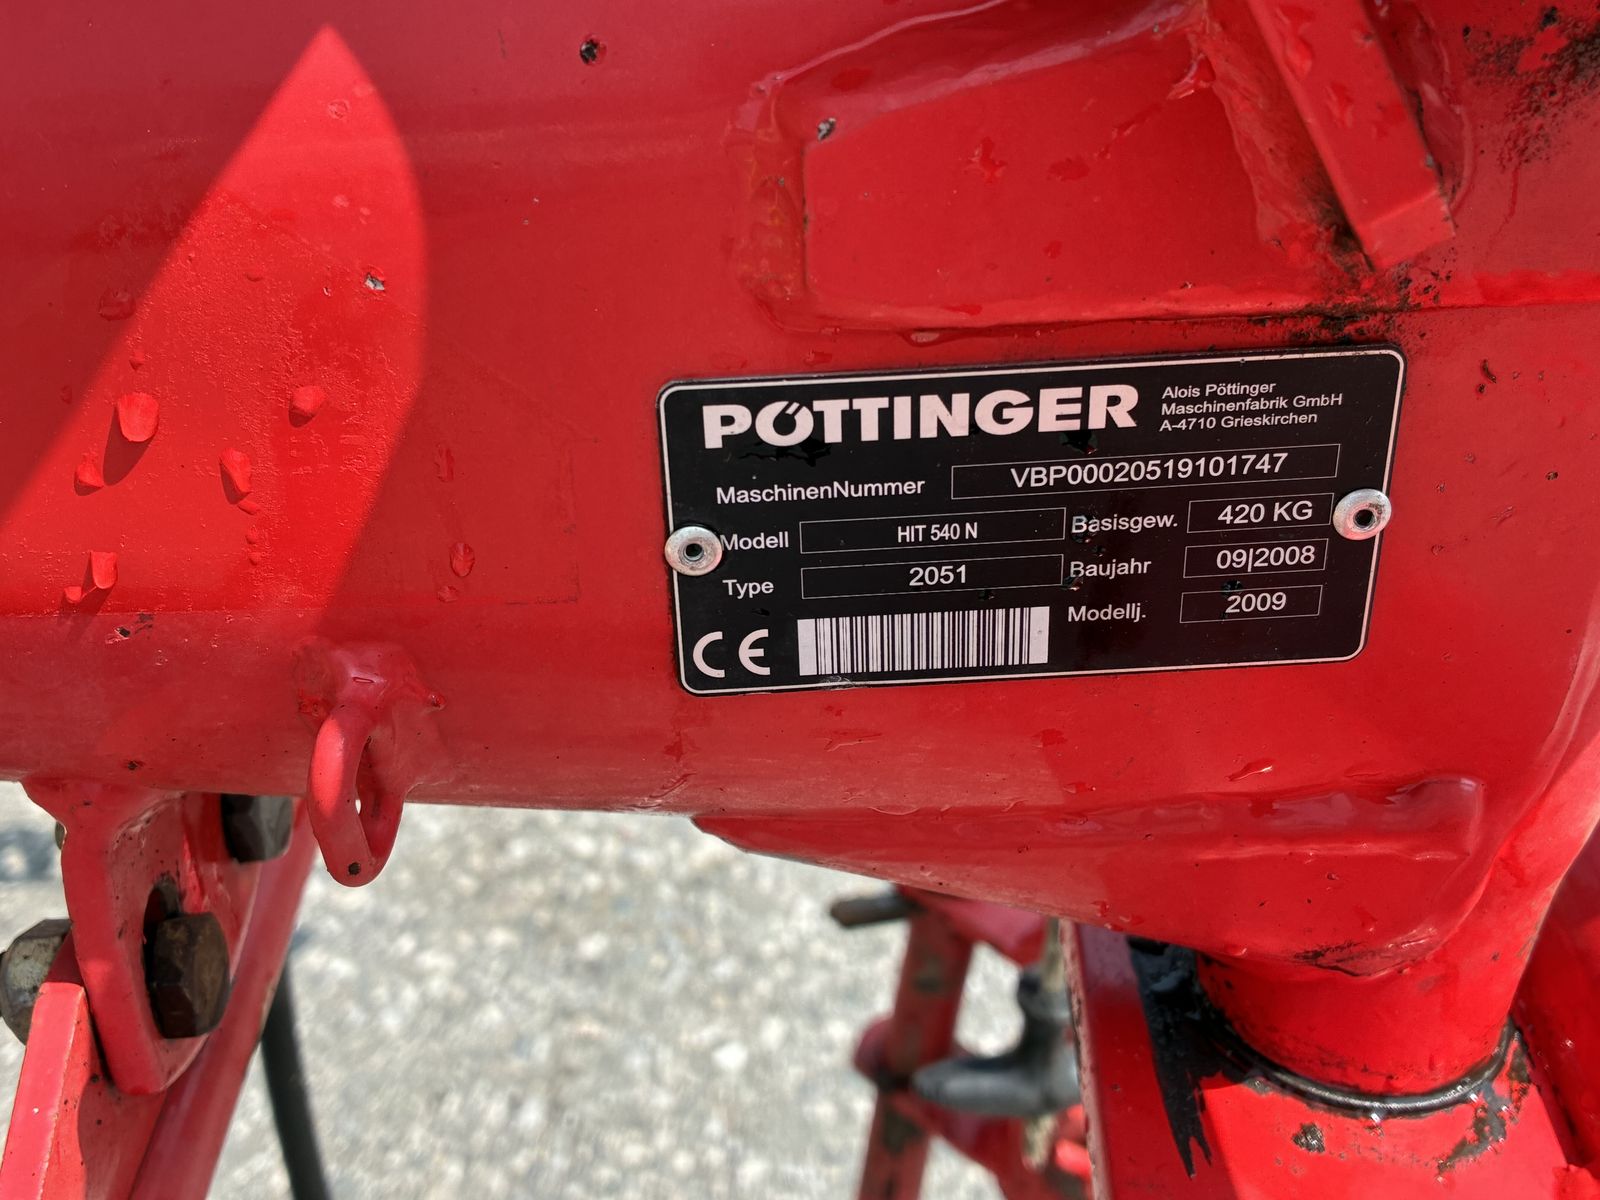 PÖTTINGER
Alois Pöttinger
Maschinenfabrik GmbH
A-4710 Grieskirchen
MaschinenNummer VBP00020519101747
Modell HIT 540 N Basisgew. 420 KG
Type 2051 Baujahr 09|2008
Modellj. 2009
CE